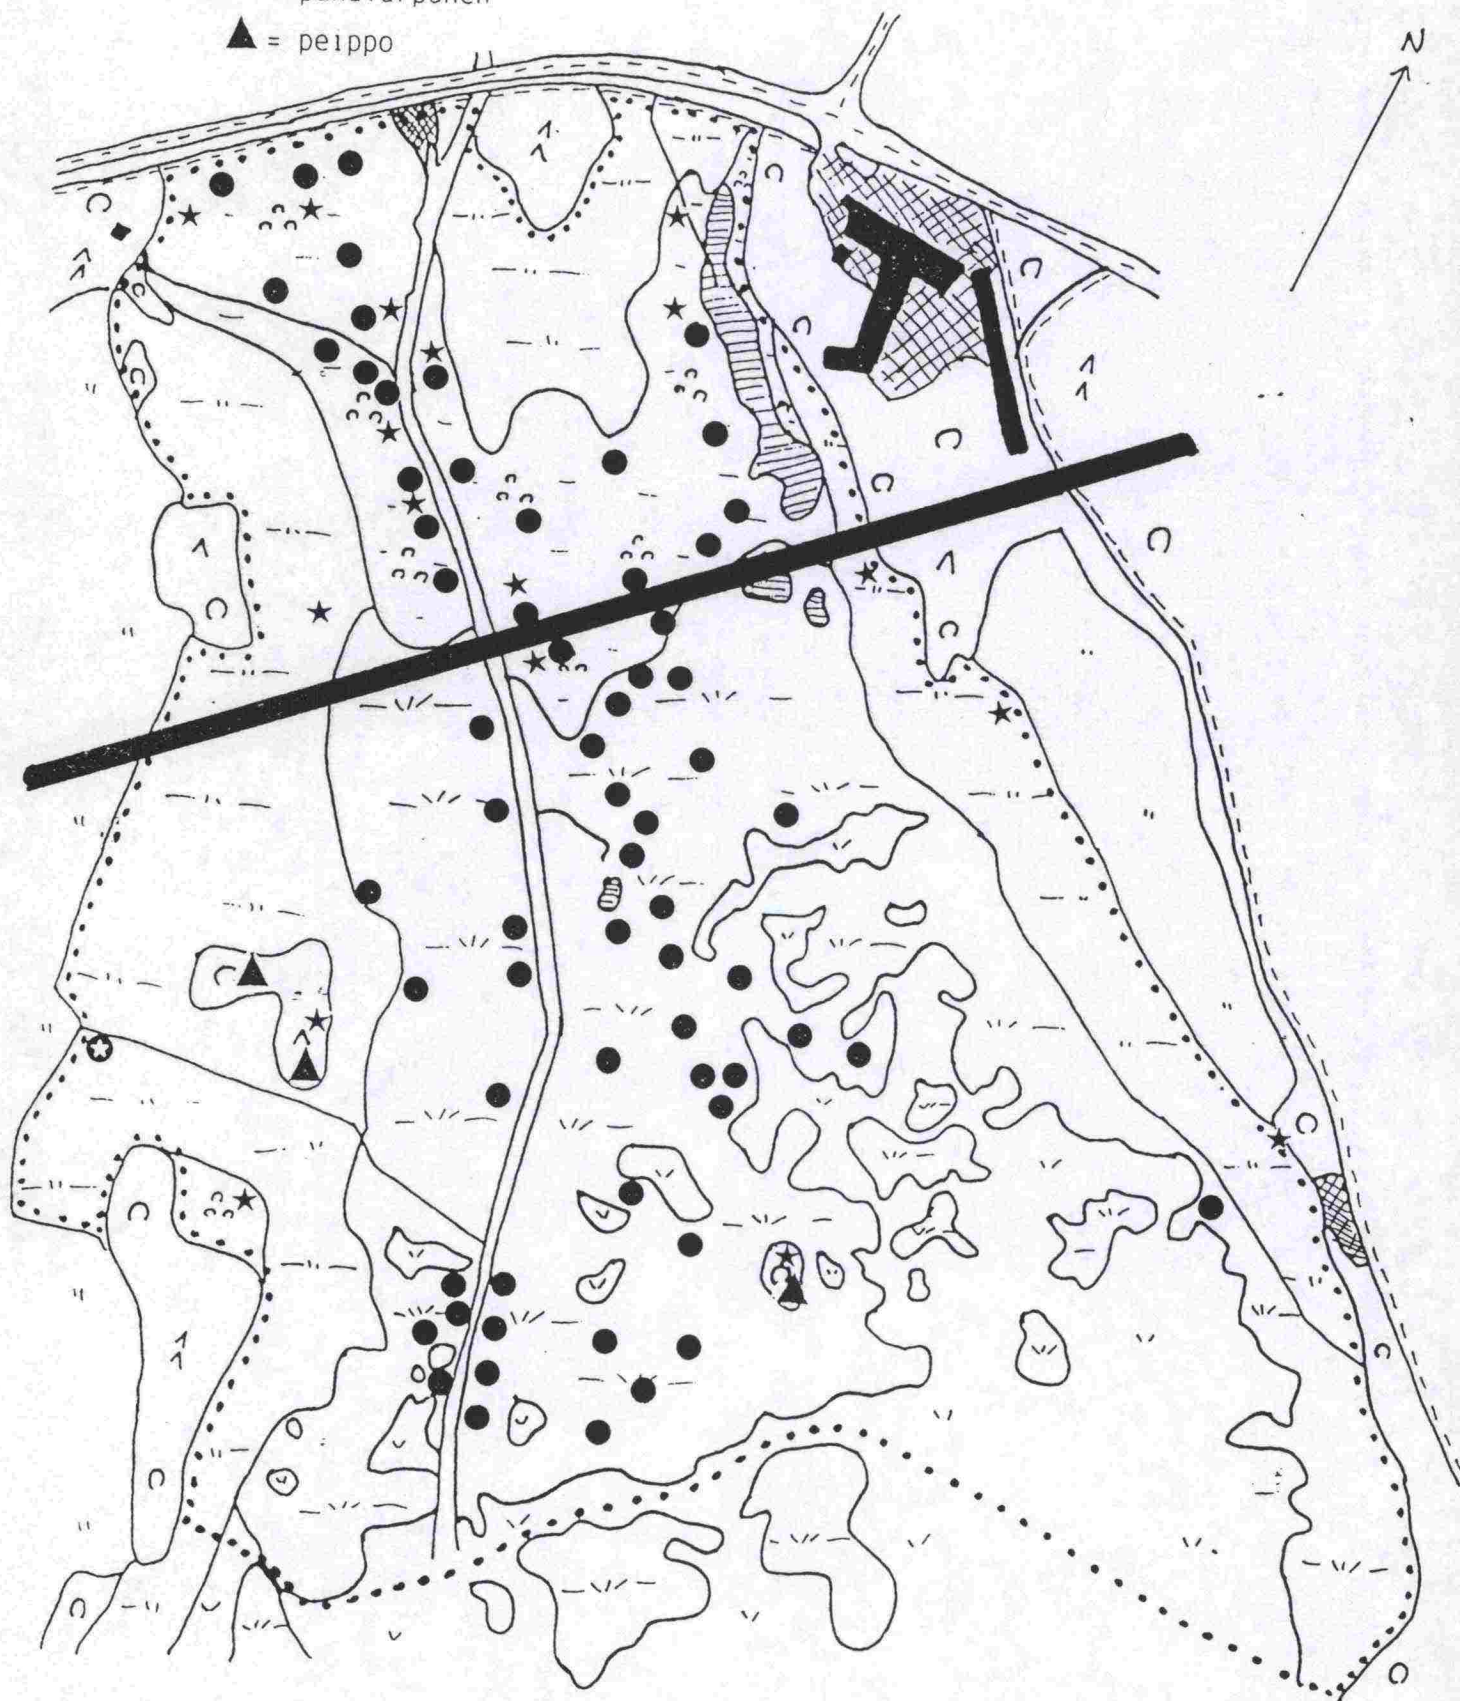 ▲ = peippo
N